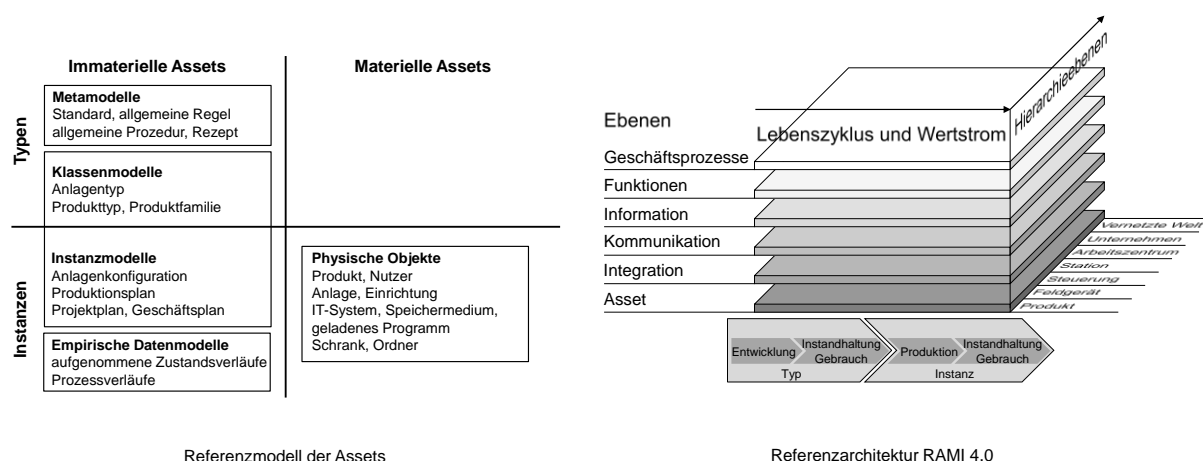 Immaterielle Assets
Materielle Assets
Typen
Metamodelle
Standard, allgemeine Regel
allgemeine Prozedur, Rezept
Klassenmodelle
Anlagentyp
Produkttyp, Produktfamilie
Instanzen
Instanzmodelle
Anlagenkonfiguration
Produktionsplan
Projektplan, Geschäftsplan
Empirische Datenmodelle
aufgenommene Zustandsverläufe
Prozessverläufe
Physische Objekte
Produkt, Nutzer
Anlage, Einrichtung
IT-System, Speichermedium,
geladenes Programm
Schrank, Ordner
Referenzmodell der Assets
Ebenen
Lebenszyklus und Wertstrom
Hierarchieebenen
Geschäftsprozesse
Funktionen
Information
Kommunikation
Integration
Asset
Vernetzte Welt
Unternehmen
Arbeitszentrum
Station
Steuerung
Feldgerät
Produkt
Entwicklung
Instandhaltung
Gebrauch
Typ
Produktion
Instandhaltung
Gebrauch
Instanz
Referenzarchitektur RAMI 4.0